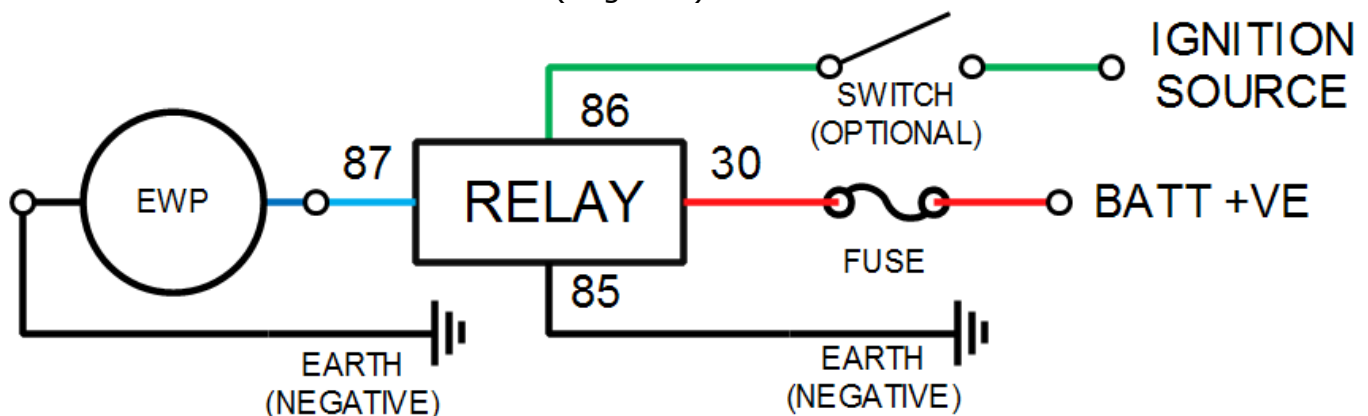 IGNITION
SOURCE
SWITCH
(OPTIONAL)
86
87
30
EWP
RELAY
BATT +VE
FUSE
85
EARTH
(NEGATIVE)
EARTH
(NEGATIVE)